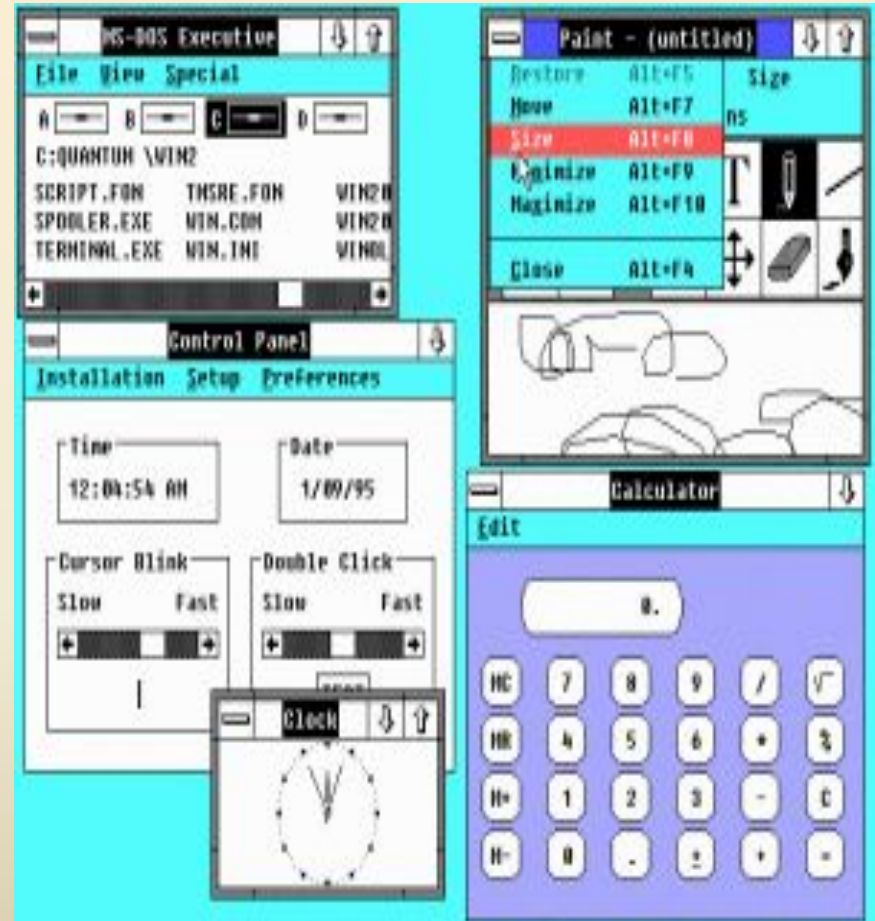 MS-DOS Executive
File View Special
A B C D
C:QUANTUM \WIN2
SCRIPT.FON TMSRE.FON WIN20
SPOOLER.EXE WIN.COM WIN20
TERMINAL.EXE WIN.INI WINOL
Paint - (untitled)
Restore Alt+F5
Move Alt+F7
Size Alt+F8
Minimize Alt+F9
Maximize Alt+F10
Close Alt+F4
Size
ns
T
Control Panel
Installation Setup Preferences
Time
12:04:54 AM
Date
1/09/95
Cursor Blink
Slow Fast
Double Click
Slow Fast
Clock
Calculator
Edit
0.
MC 7 8 9 / √
MR 4 5 6 * %
M+ 1 2 3 - C
M- 0 . ± + =